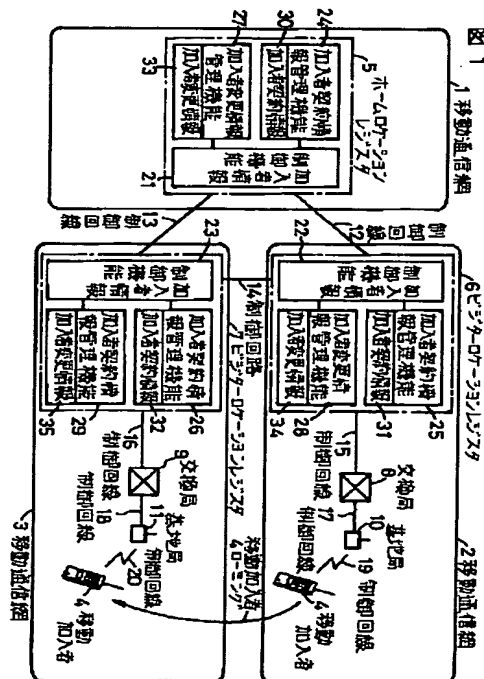 図1
1 移動通信網
5 ホームロケーション
レジスタ
24
加入者契約情
報管理機能
加入者契約情報
30
27
加入者変更情報
管理機能
加入者変更情報
33
加入者情報
制御機能
21
12 制御回線
13 制御回線
14 制御回路
6 ビジターロケーションレジスタ
2 移動通信網
22
加入者情報
制御機能
25
加入者契約情
報管理機能
加入者契約情報
31
28
加入者変更情
報管理機能
加入者変更情報
34
15
制御回線
8
交換局
17
制御回線
10
基地局
19 制御回線
4 移動
加入者
移動加入者
4 ローミング
7 ビジターロケーションレジスタ
3 移動通信網
23
加入者情報
制御機能
26
加入者契約情
報管理機能
加入者契約情報
32
29
加入者契約情
報管理機能
加入者変更情報
35
16
制御回線
9
交換局
18
制御回線
11
基地局
制御回線
20
4 移動
加入者